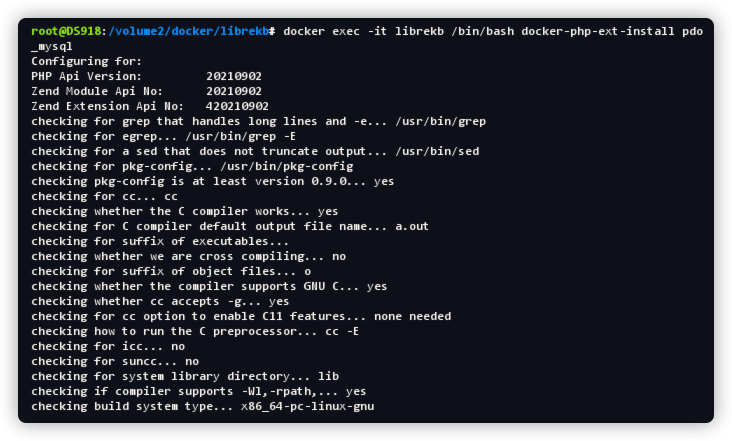 root@DS918:/volume2/docker/librekb# docker exec -it librekb /bin/bash docker-php-ext-install pdo
_mysql
Configuring for:
PHP Api Version:         20210902
Zend Module Api No:      20210902
Zend Extension Api No:   420210902
checking for grep that handles long lines and -e... /usr/bin/grep
checking for egrep... /usr/bin/grep -E
checking for a sed that does not truncate output... /usr/bin/sed
checking for pkg-config... /usr/bin/pkg-config
checking pkg-config is at least version 0.9.0... yes
checking for cc... cc
checking whether the C compiler works... yes
checking for C compiler default output file name... a.out
checking for suffix of executables...
checking whether we are cross compiling... no
checking for suffix of object files... o
checking whether the compiler supports GNU C... yes
checking whether cc accepts -g... yes
checking for cc option to enable C11 features... none needed
checking how to run the C preprocessor... cc -E
checking for icc... no
checking for suncc... no
checking for system library directory... lib
checking if compiler supports -Wl,-rpath,... yes
checking build system type... x86_64-pc-linux-gnu